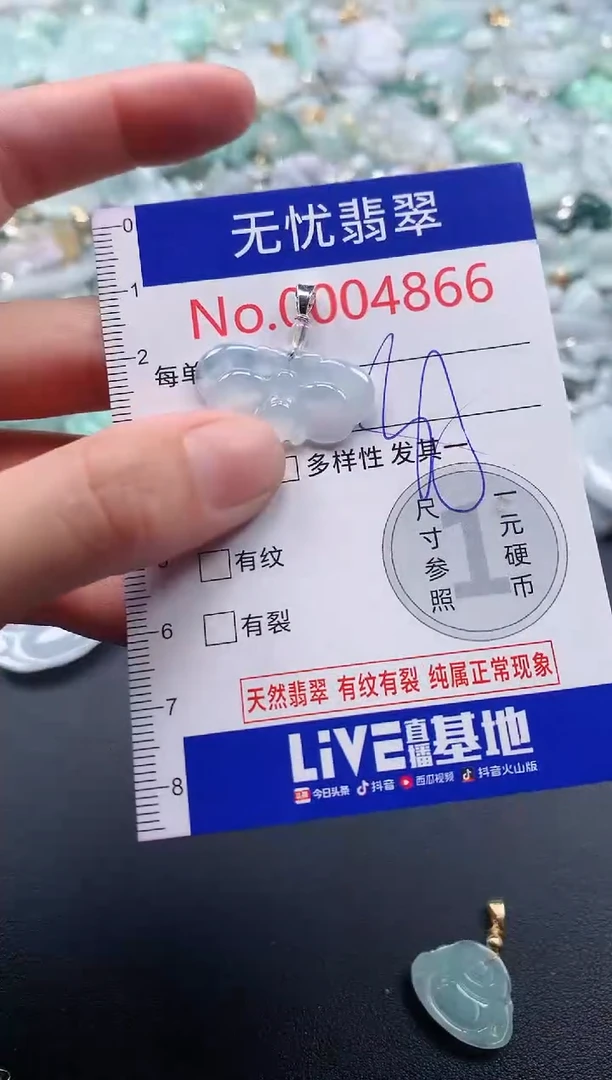 无忧翡翠
No.0004866
每单
多样性 发其一
有纹
有裂
尺寸参照
一元硬币
1
天然翡翠 有纹有裂 纯属正常现象
LiVE直播基地
今日头条 抖音 西瓜视频 抖音火山版
0
1
2
6
7
8